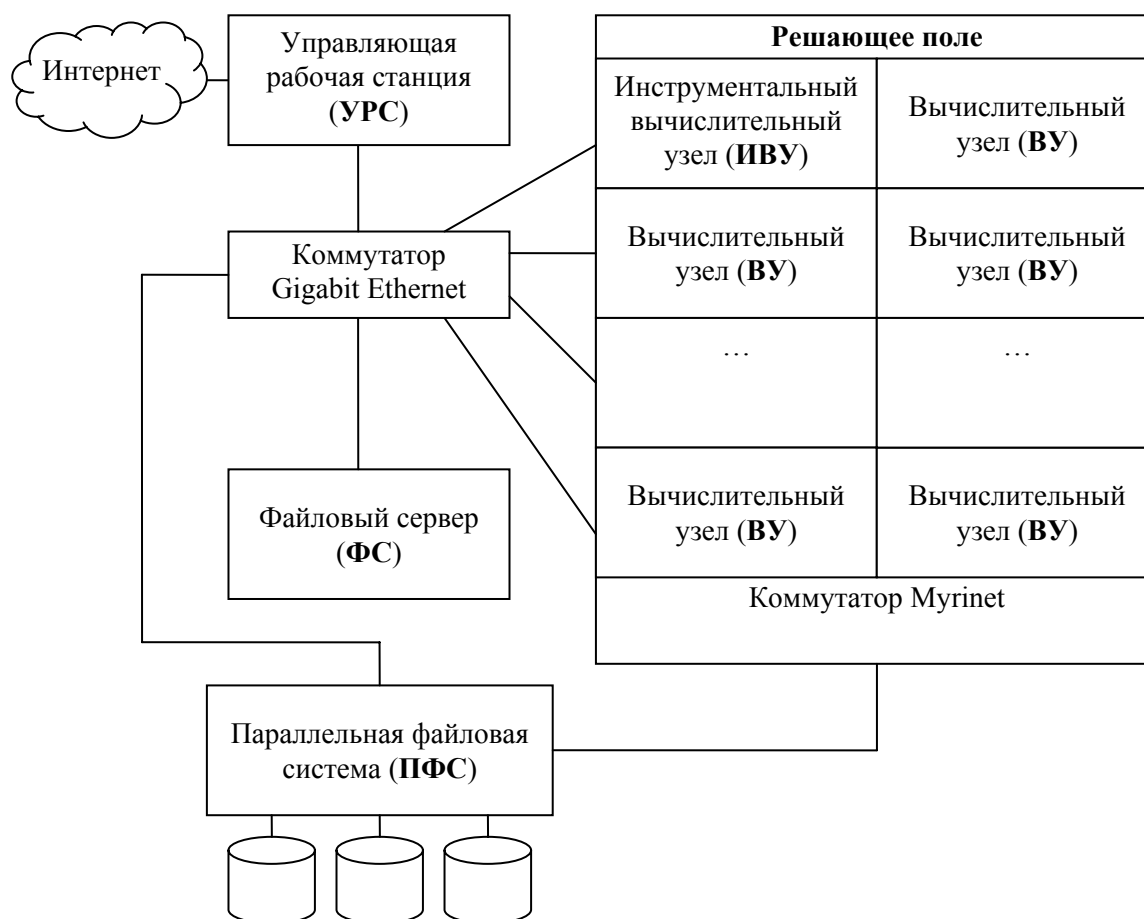 Интернет
Управляющая
рабочая станция
(УРС)
Коммутатор
Gigabit Ethernet
Файловый сервер
(ФС)
Параллельная файловая
система (ПФС)
Решающее поле
Инструментальный
вычислительный
узел (ИВУ)
Вычислительный
узел (ВУ)
Вычислительный
узел (ВУ)
Вычислительный
узел (ВУ)
…
…
Вычислительный
узел (ВУ)
Вычислительный
узел (ВУ)
Коммутатор Myrinet